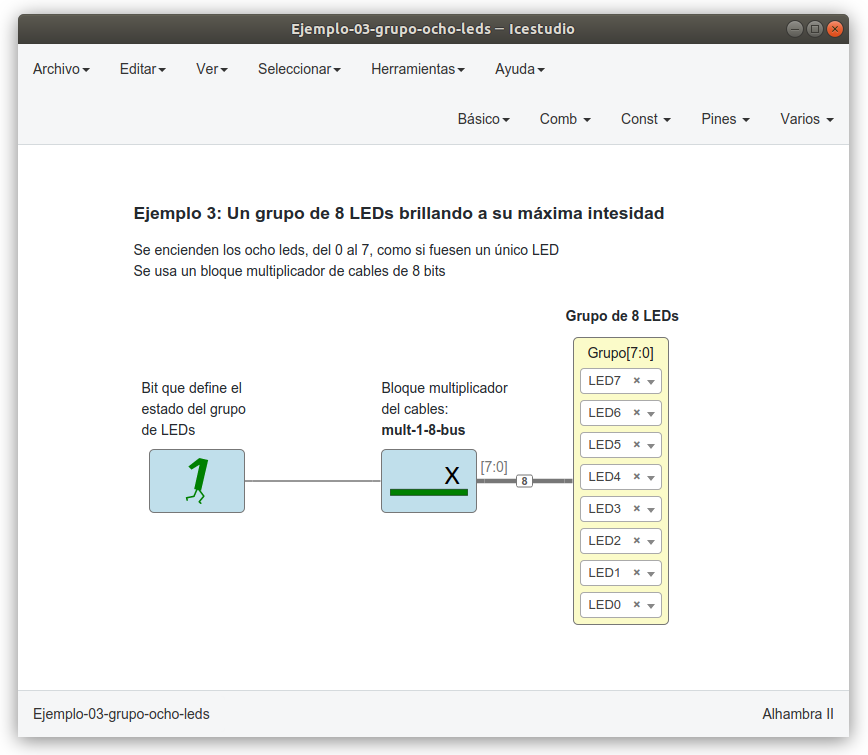 Ejemplo-03-grupo-ocho-leds — Icestudio
Archivo Editar Ver Seleccionar Herramientas Ayuda
Básico Comb Const Pines Varios
Ejemplo 3: Un grupo de 8 LEDs brillando a su máxima intesidad
Se encienden los ocho leds, del 0 al 7, como si fuesen un único LED
Se usa un bloque multiplicador de cables de 8 bits
Grupo de 8 LEDs
Grupo[7:0]
LED7
LED6
LED5
LED4
LED3
LED2
LED1
LED0
Bit que define el
estado del grupo
de LEDs
1
Bloque multiplicador
del cables:
mult-1-8-bus
X
[7:0]
8
Ejemplo-03-grupo-ocho-leds
Alhambra II